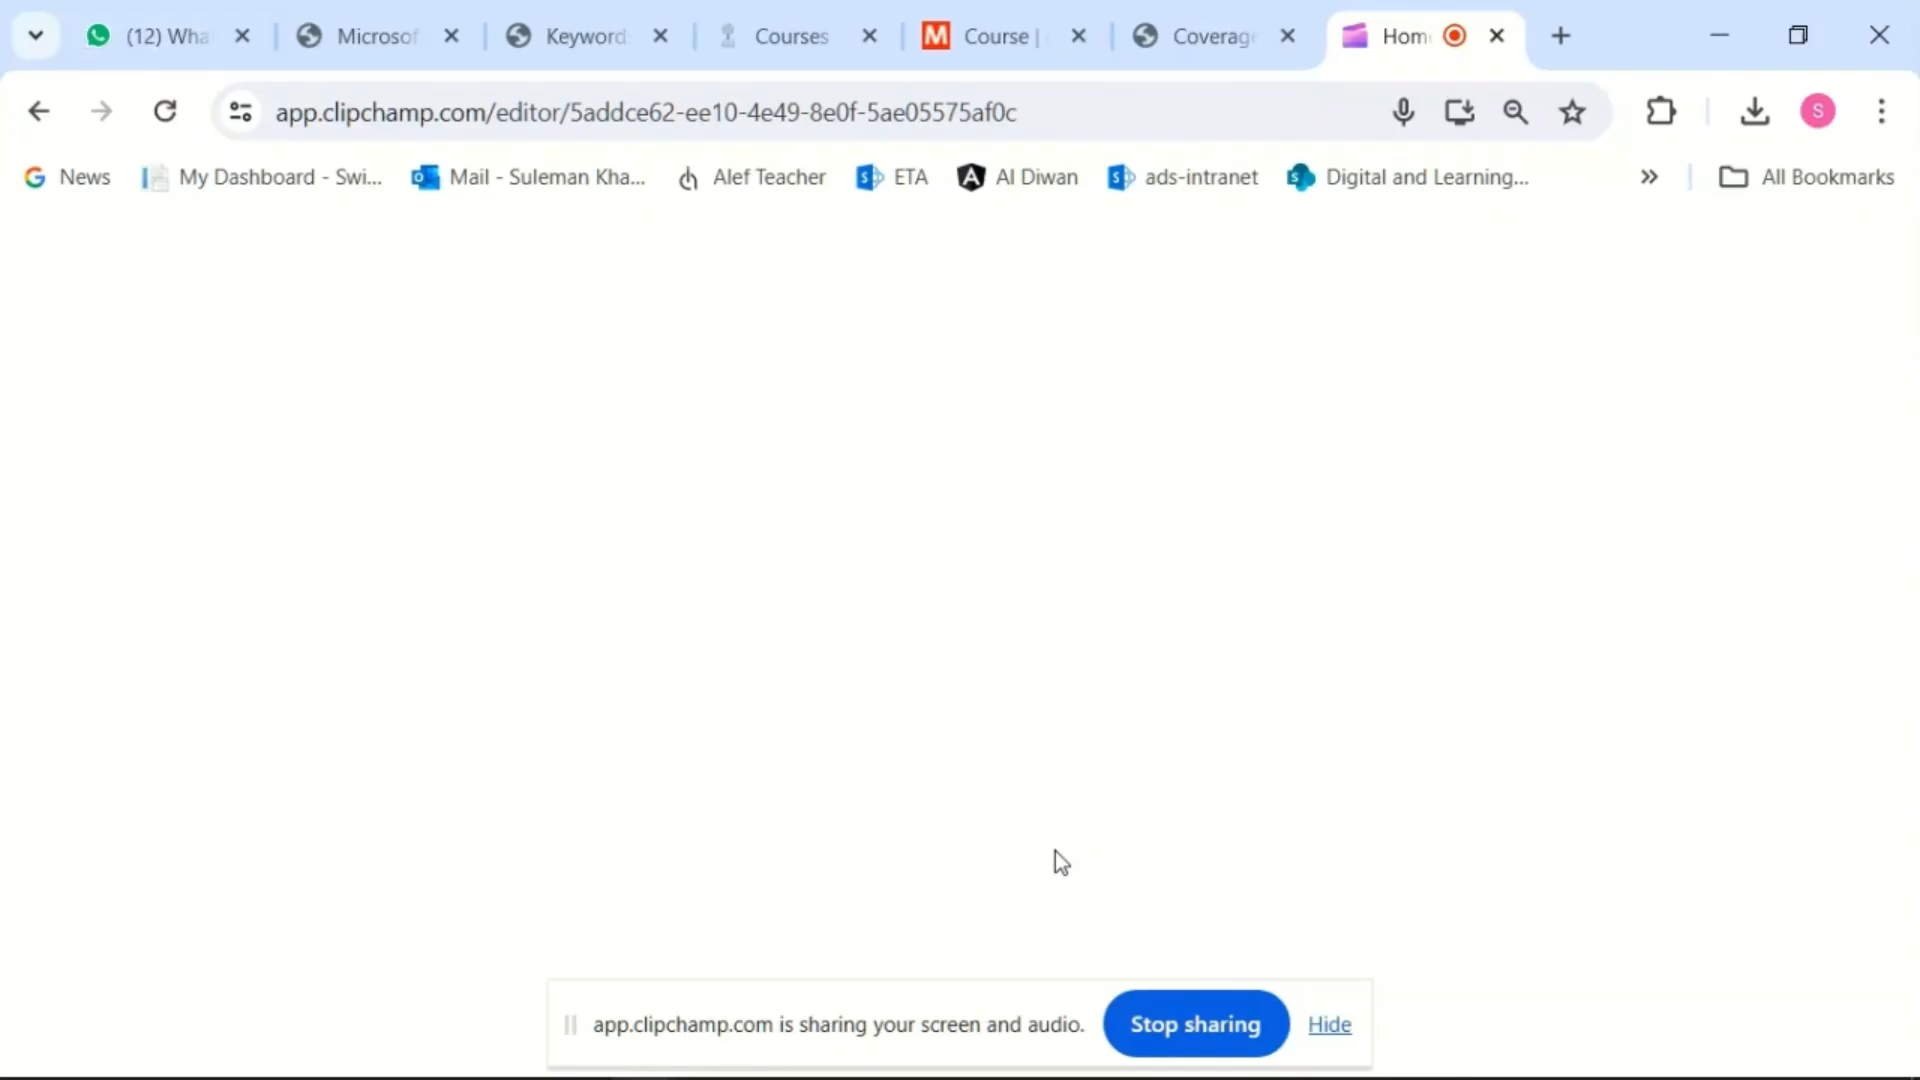 (12) Wha
Microsof
Keyword
Courses
M Course |
Coverage
Hom
app.clipchamp.com/editor/5addce62-ee10-4e49-8e0f-5ae05575af0c
S
News
My Dashboard - Swi...
Mail - Suleman Kha...
Alef Teacher
ETA
Al Diwan
ads-intranet
Digital and Learning...
All Bookmarks
app.clipchamp.com is sharing your screen and audio.
Stop sharing
Hide